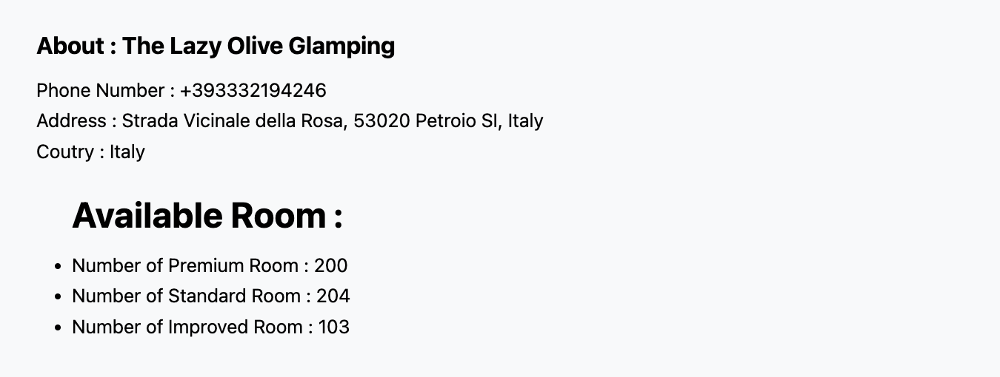 About : The Lazy Olive Glamping
Phone Number : +393332194246
Address : Strada Vicinale della Rosa, 53020 Petroio SI, Italy
Coutry : Italy
Available Room :
• Number of Premium Room : 200
• Number of Standard Room : 204
• Number of Improved Room : 103